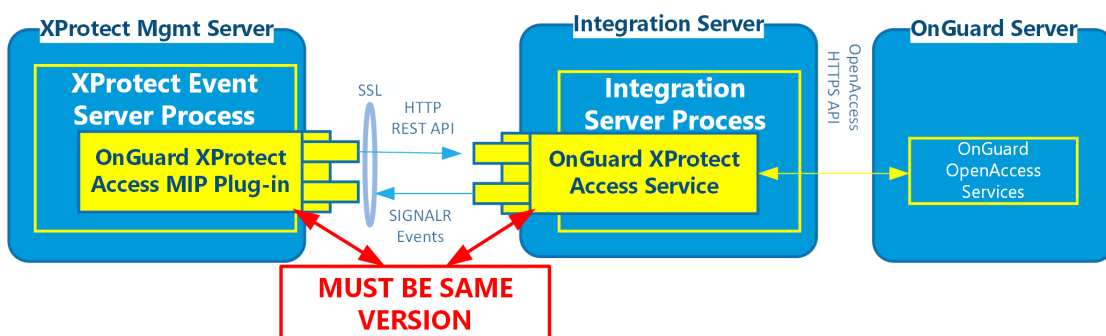 XProtect Mgmt Server
XProtect Event
Server Process
OnGuard XProtect
Access MIP Plug-in
SSL
HTTP
REST API
SIGNALR
Events
Integration Server
Integration
Server Process
OnGuard XProtect
Access Service
OpenAccess
HTTPS API
OnGuard Server
OnGuard
OpenAccess
Services
MUST BE SAME
VERSION